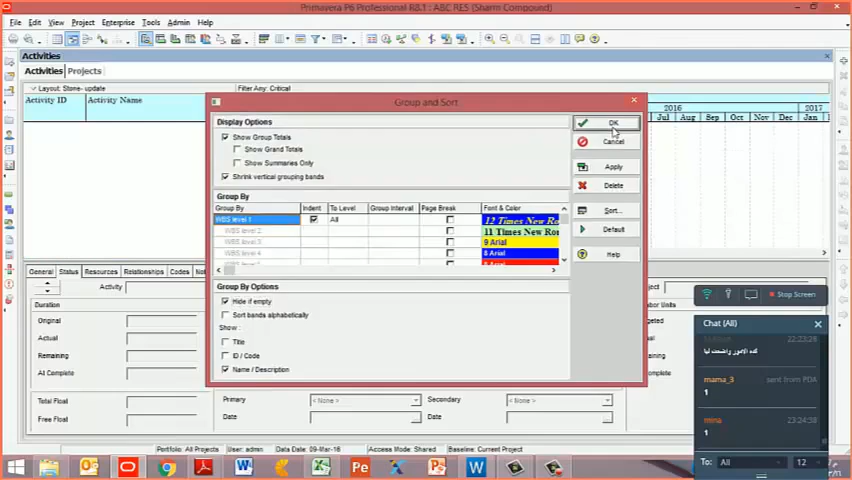 Primavera P6 Professional R8.1 : ABC RES (Sharm Compound)
File Edit View Project Enterprise Tools Admin Help
Activities
Activities Projects
Layout: Stone- update Filter Any: Critical
Activity ID Activity Name
2016 2017
Jul Aug Sep Oct Nov Dec Jan
Group and Sort
Display Options
Show Group Totals
Show Grand Totals
Show Summaries Only
Shrink vertical grouping bands
OK
Cancel
Apply
Delete
Sort...
Default
Help
Group By
Group By Indent To Level Group Interval Page Break Font & Color
WBS level 1 All 12 Times New Ro
WBS level 2 11 Times New Ror
WBS level 3 9 Arial
WBS level 4 8 Arial
Group By Options
Hide if empty
Sort bands alphabetically
Show :
Title
ID / Code
Name / Description
General Status Resources Relationships Codes
Activity
Duration
Original
Actual
Remaining
At Complete
Total Float
Free Float
Primary < None > Secondary < None >
Date Date
Stop Screen
Chat (All)
22:23:28
كده الامور واضحت ليا
mama_3 sent from PDA
1
mina 23:24:58
1
To: All 12
Portfolio: All Projects User: admin Data Date: 09-Mar-16 Access Mode: Shared Baseline: Current Project